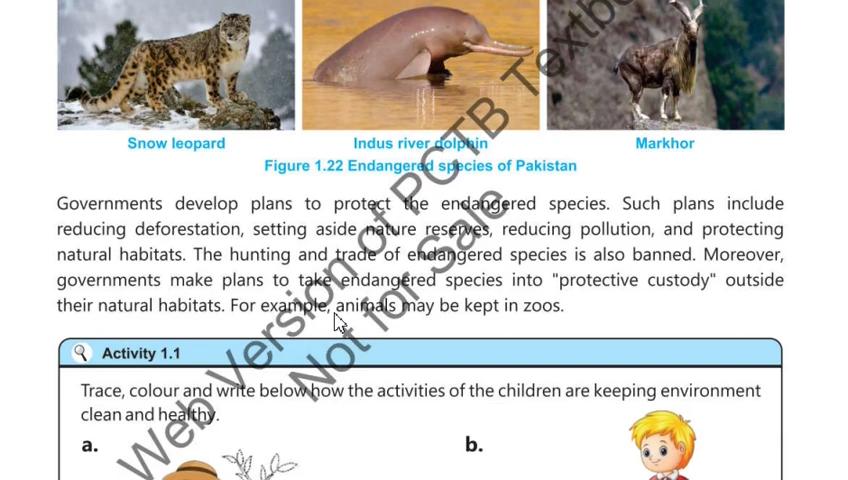 Snow leopard
Indus river dolphin
Markhor
Figure 1.22 Endangered species of Pakistan
Governments develop plans to protect the endangered species. Such plans include
reducing deforestation, setting aside nature reserves, reducing pollution, and protecting
natural habitats. The hunting and trade of endangered species is also banned. Moreover,
governments make plans to take endangered species into "protective custody" outside
their natural habitats. For example, animals may be kept in zoos.
Activity 1.1
Trace, colour and write below how the activities of the children are keeping environment
clean and healthy.
a.
b.
Web Version of PCTB Textbo
Not for Sale